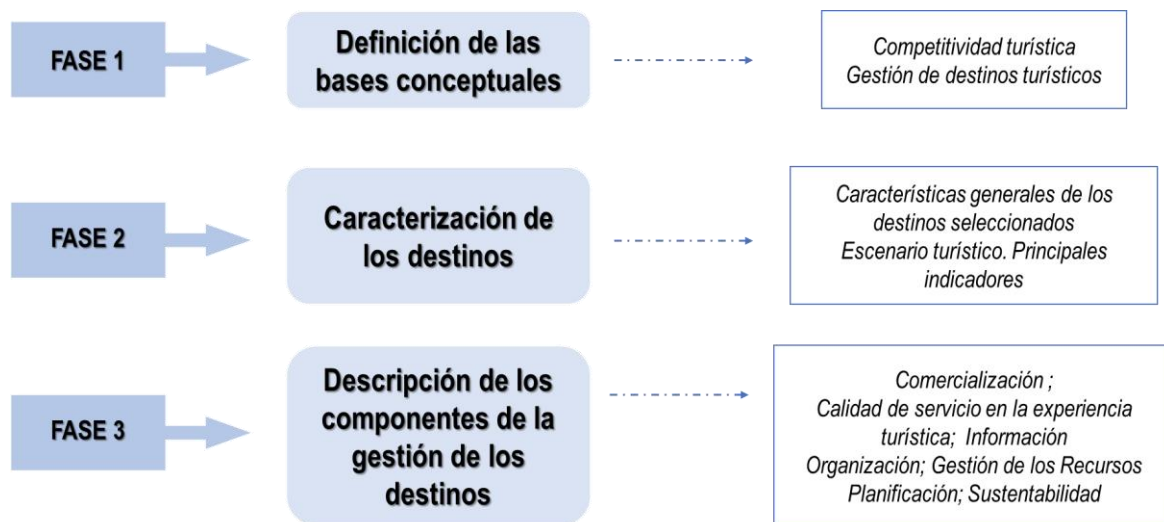 FASE 1
Definición de las
bases conceptuales
Competitividad turística
Gestión de destinos turísticos
FASE 2
Caracterización de
los destinos
Características generales de los
destinos seleccionados
Escenario turístico. Principales
indicadores
FASE 3
Descripción de los
componentes de la
gestión de los
destinos
Comercialización ;
Calidad de servicio en la experiencia
turística; Información
Organización; Gestión de los Recursos
Planificación; Sustentabilidad